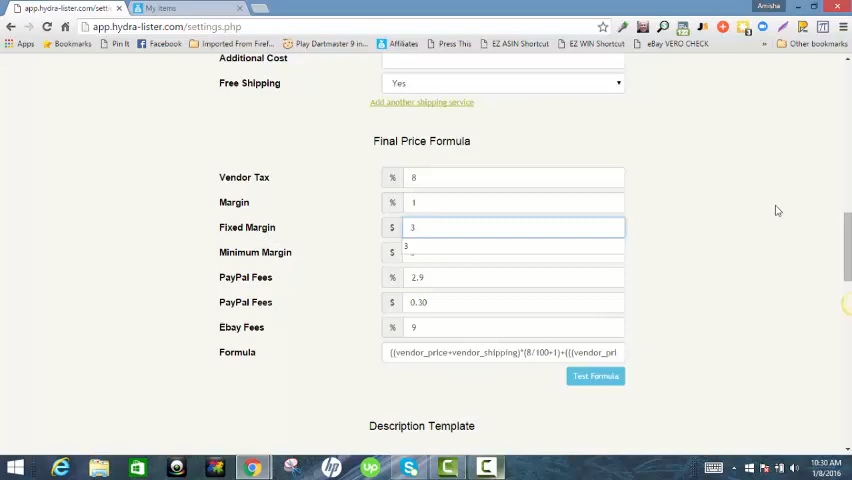 Amisha
app.hydra-lister.com/setti
My Items
app.hydra-lister.com/settings.php
Apps Bookmarks Pin It Facebook Imported From Firef... Play Dartmaster 9 in... Affiliates Press This EZ ASIN Shortcut EZ WIN Shortcut eBay VERO CHECK » Other bookmarks
Additional Cost
Free Shipping Yes
Add another shipping service
Final Price Formula
Vendor Tax % 8
Margin % 1
Fixed Margin $ 3
3
Minimum Margin $
PayPal Fees % 2.9
PayPal Fees $ 0.30
Ebay Fees % 9
Formula ((vendor_price+vendor_shipping)*(8/100+1)+(((vendor_pri
Test Formula
Description Template
10:30 AM
1/8/2016